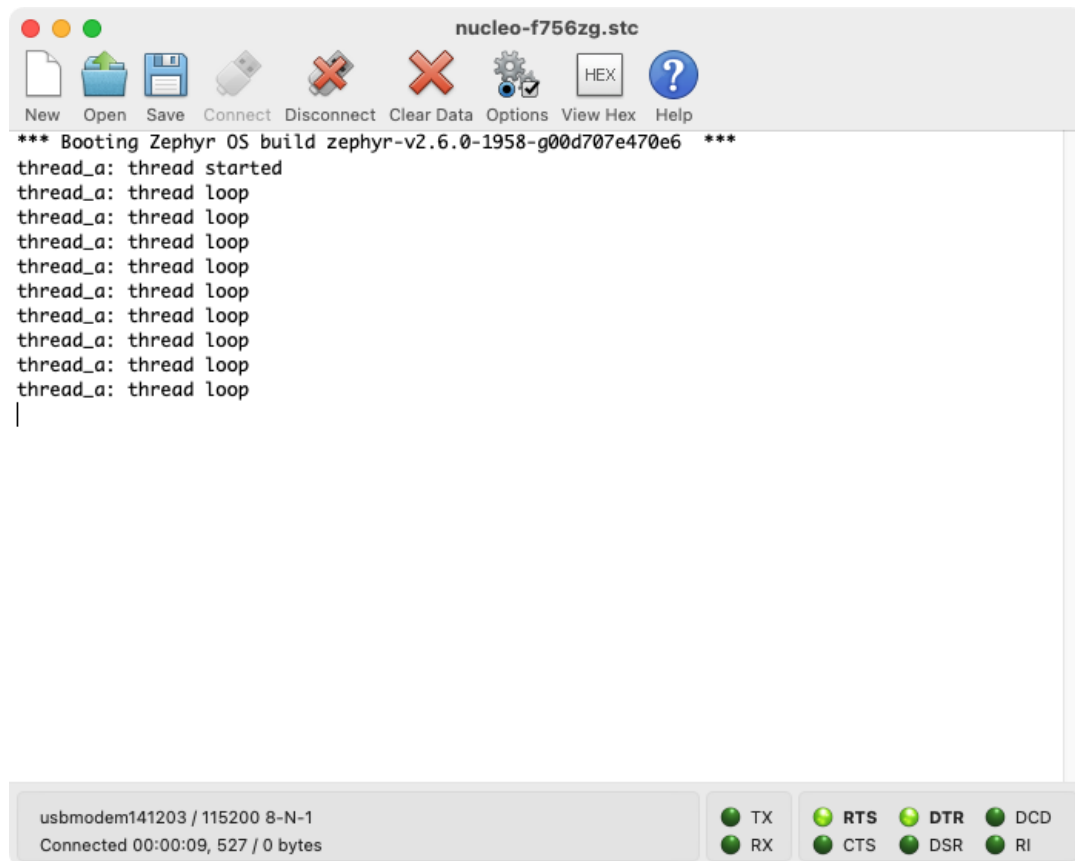 nucleo-f756zg.stc
HEX
?
New Open Save Connect Disconnect Clear Data Options View Hex Help
*** Booting Zephyr OS build zephyr-v2.6.0-1958-g00d707e470e6  ***
thread_a: thread started
thread_a: thread loop
thread_a: thread loop
thread_a: thread loop
thread_a: thread loop
thread_a: thread loop
thread_a: thread loop
thread_a: thread loop
thread_a: thread loop
thread_a: thread loop
usbmodem141203 / 115200 8-N-1
Connected 00:00:09, 527 / 0 bytes
TX RTS DTR DCD
RX CTS DSR RI